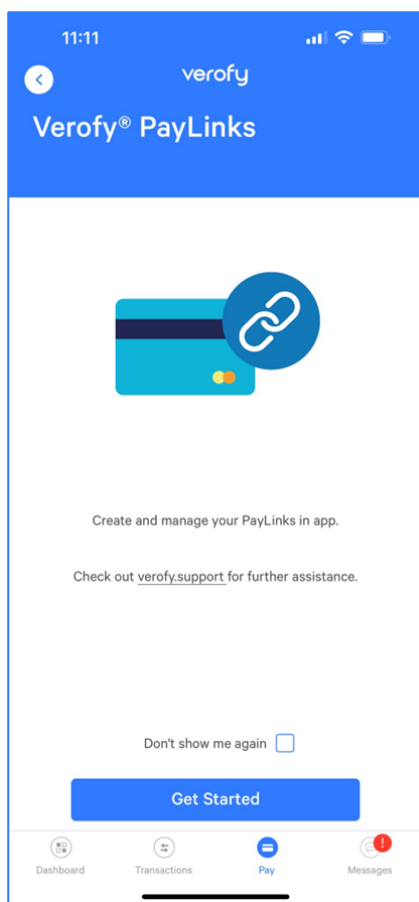 11:11
verofy
Verofy® PayLinks
Create and manage your PayLinks in app.
Check out verofy.support for further assistance.
Don't show me again
Get Started
Dashboard Transactions Pay Messages